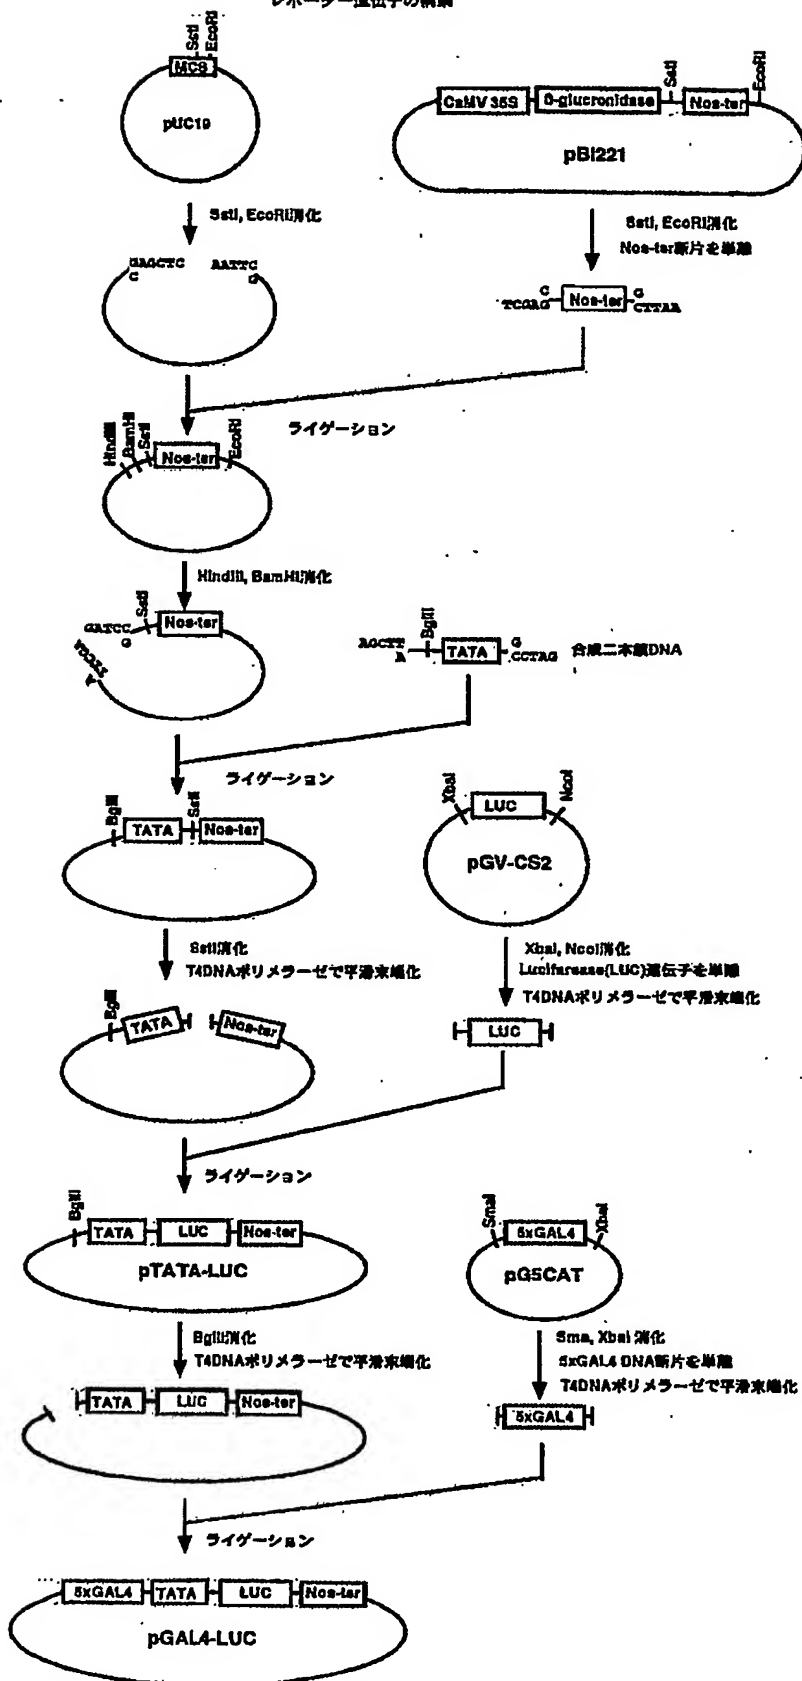 レポーター遺伝子の構築
SstI
EcoRI
MCS
pUC19
SstI
EcoRI
CaMV 35S
Nos-ter
pBI221
SstI, EcoRI消化
SstI, EcoRI消化
Nos-ter断片を単離
GAGCTC AATTC
C G
C G
TCGAG Nos-ter CTTAA
ライゲーション
HindIII
BamHI
SstI
Nos-ter
EcoRI
HindIII, BamHI消化
SstI
GATCC
G
Nos-ter
A
BglII
AGCTT
A
TATA
G
CCTAG
合成二本鎖DNA
ライゲーション
BglII
TATA
SstI
Nos-ter
XbaI
LUC
NcoI
pGV-CS2
SstI消化
T4DNAポリメラーゼで平滑末端化
XbaI, NcoI消化
Luciferease(LUC)遺伝子を単離
T4DNAポリメラーゼで平滑末端化
BglII
TATA
Nos-ter
LUC
ライゲーション
BglII
TATA LUC Nos-ter
pTATA-LUC
SmaI
5xGAL4
XbaI
pG5CAT
BglII消化
T4DNAポリメラーゼで平滑末端化
Sma, XbaI 消化
5xGAL4 DNA断片を単離
T4DNAポリメラーゼで平滑末端化
TATA LUC Nos-ter
5xGAL4
ライゲーション
5xGAL4 TATA LUC Nos-ter
pGAL4-LUC